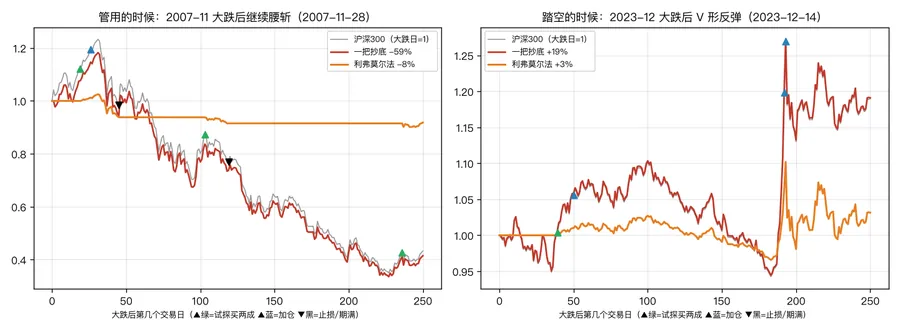 管用的时候：2007-11 大跌后继续腰斩（2007-11-28）
沪深300（大跌日=1）
一把抄底 −59%
利弗莫尔法 −8%
1.2
1.0
0.8
0.6
0.4
0
50
100
150
200
250
大跌后第几个交易日（▲绿=试探买两成 ▲蓝=加仓 ▼黑=止损/期满）
踏空的时候：2023-12 大跌后 V 形反弹（2023-12-14）
沪深300（大跌日=1）
一把抄底 +19%
利弗莫尔法 +3%
1.25
1.20
1.15
1.10
1.05
1.00
0.95
0
50
100
150
200
250
大跌后第几个交易日（▲绿=试探买两成 ▲蓝=加仓 ▼黑=止损/期满）